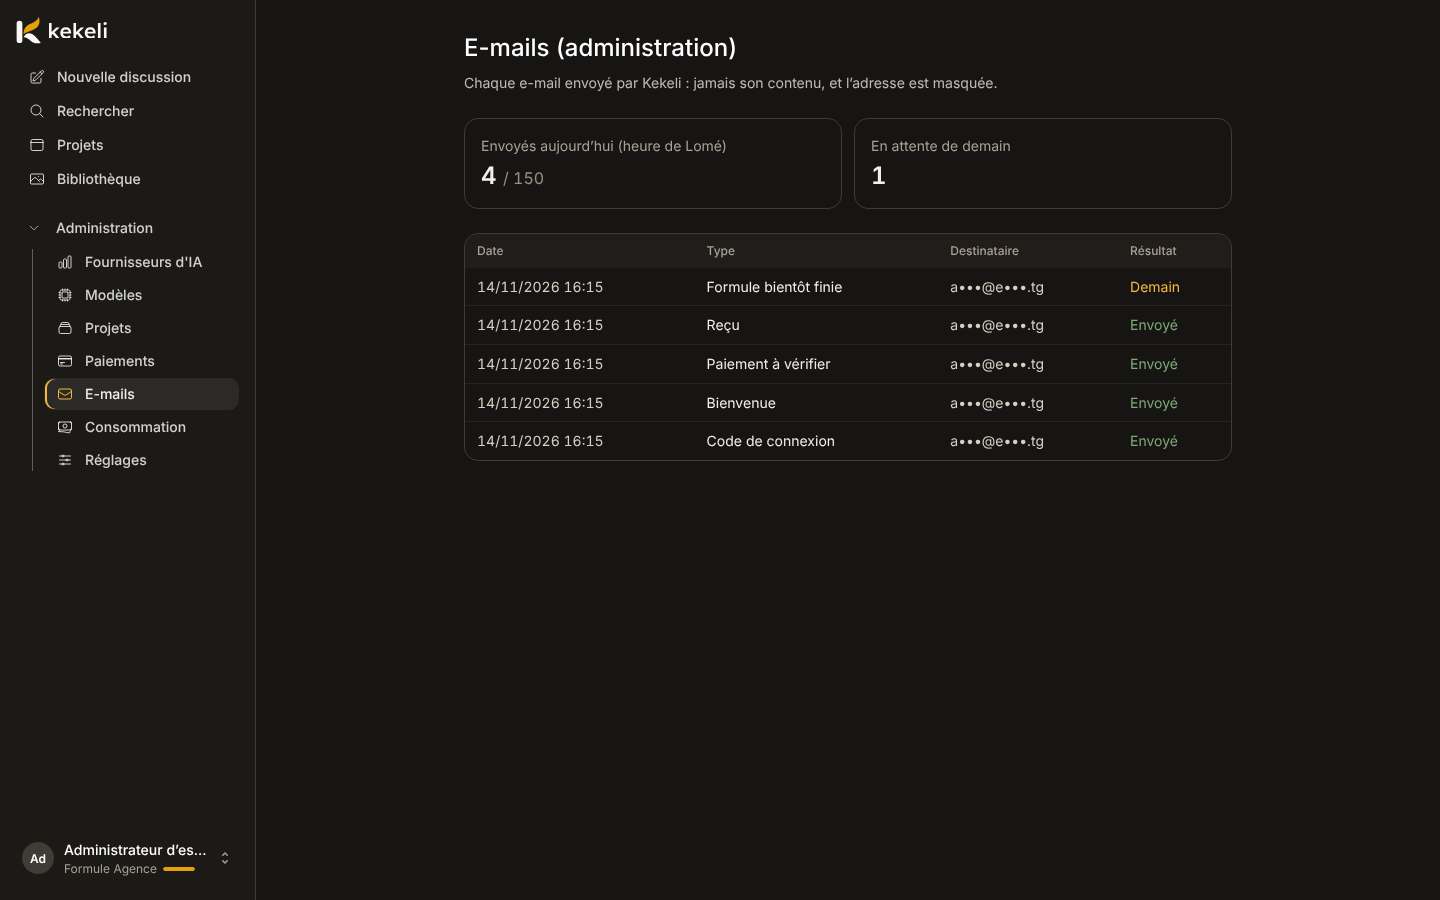 kekeli
Nouvelle discussion
Rechercher
Projets
Bibliothèque
Administration
Fournisseurs d'IA
Modèles
Projets
Paiements
E-mails
Consommation
Réglages
Ad
Administrateur d’es...
Formule Agence
E-mails (administration)
Chaque e-mail envoyé par Kekeli : jamais son contenu, et l’adresse est masquée.
Envoyés aujourd’hui (heure de Lomé)
4 / 150
En attente de demain
1
Date Type Destinataire Résultat
14/11/2026 16:15 Formule bientôt finie a•••@e•••.tg Demain
14/11/2026 16:15 Reçu a•••@e•••.tg Envoyé
14/11/2026 16:15 Paiement à vérifier a•••@e•••.tg Envoyé
14/11/2026 16:15 Bienvenue a•••@e•••.tg Envoyé
14/11/2026 16:15 Code de connexion a•••@e•••.tg Envoyé